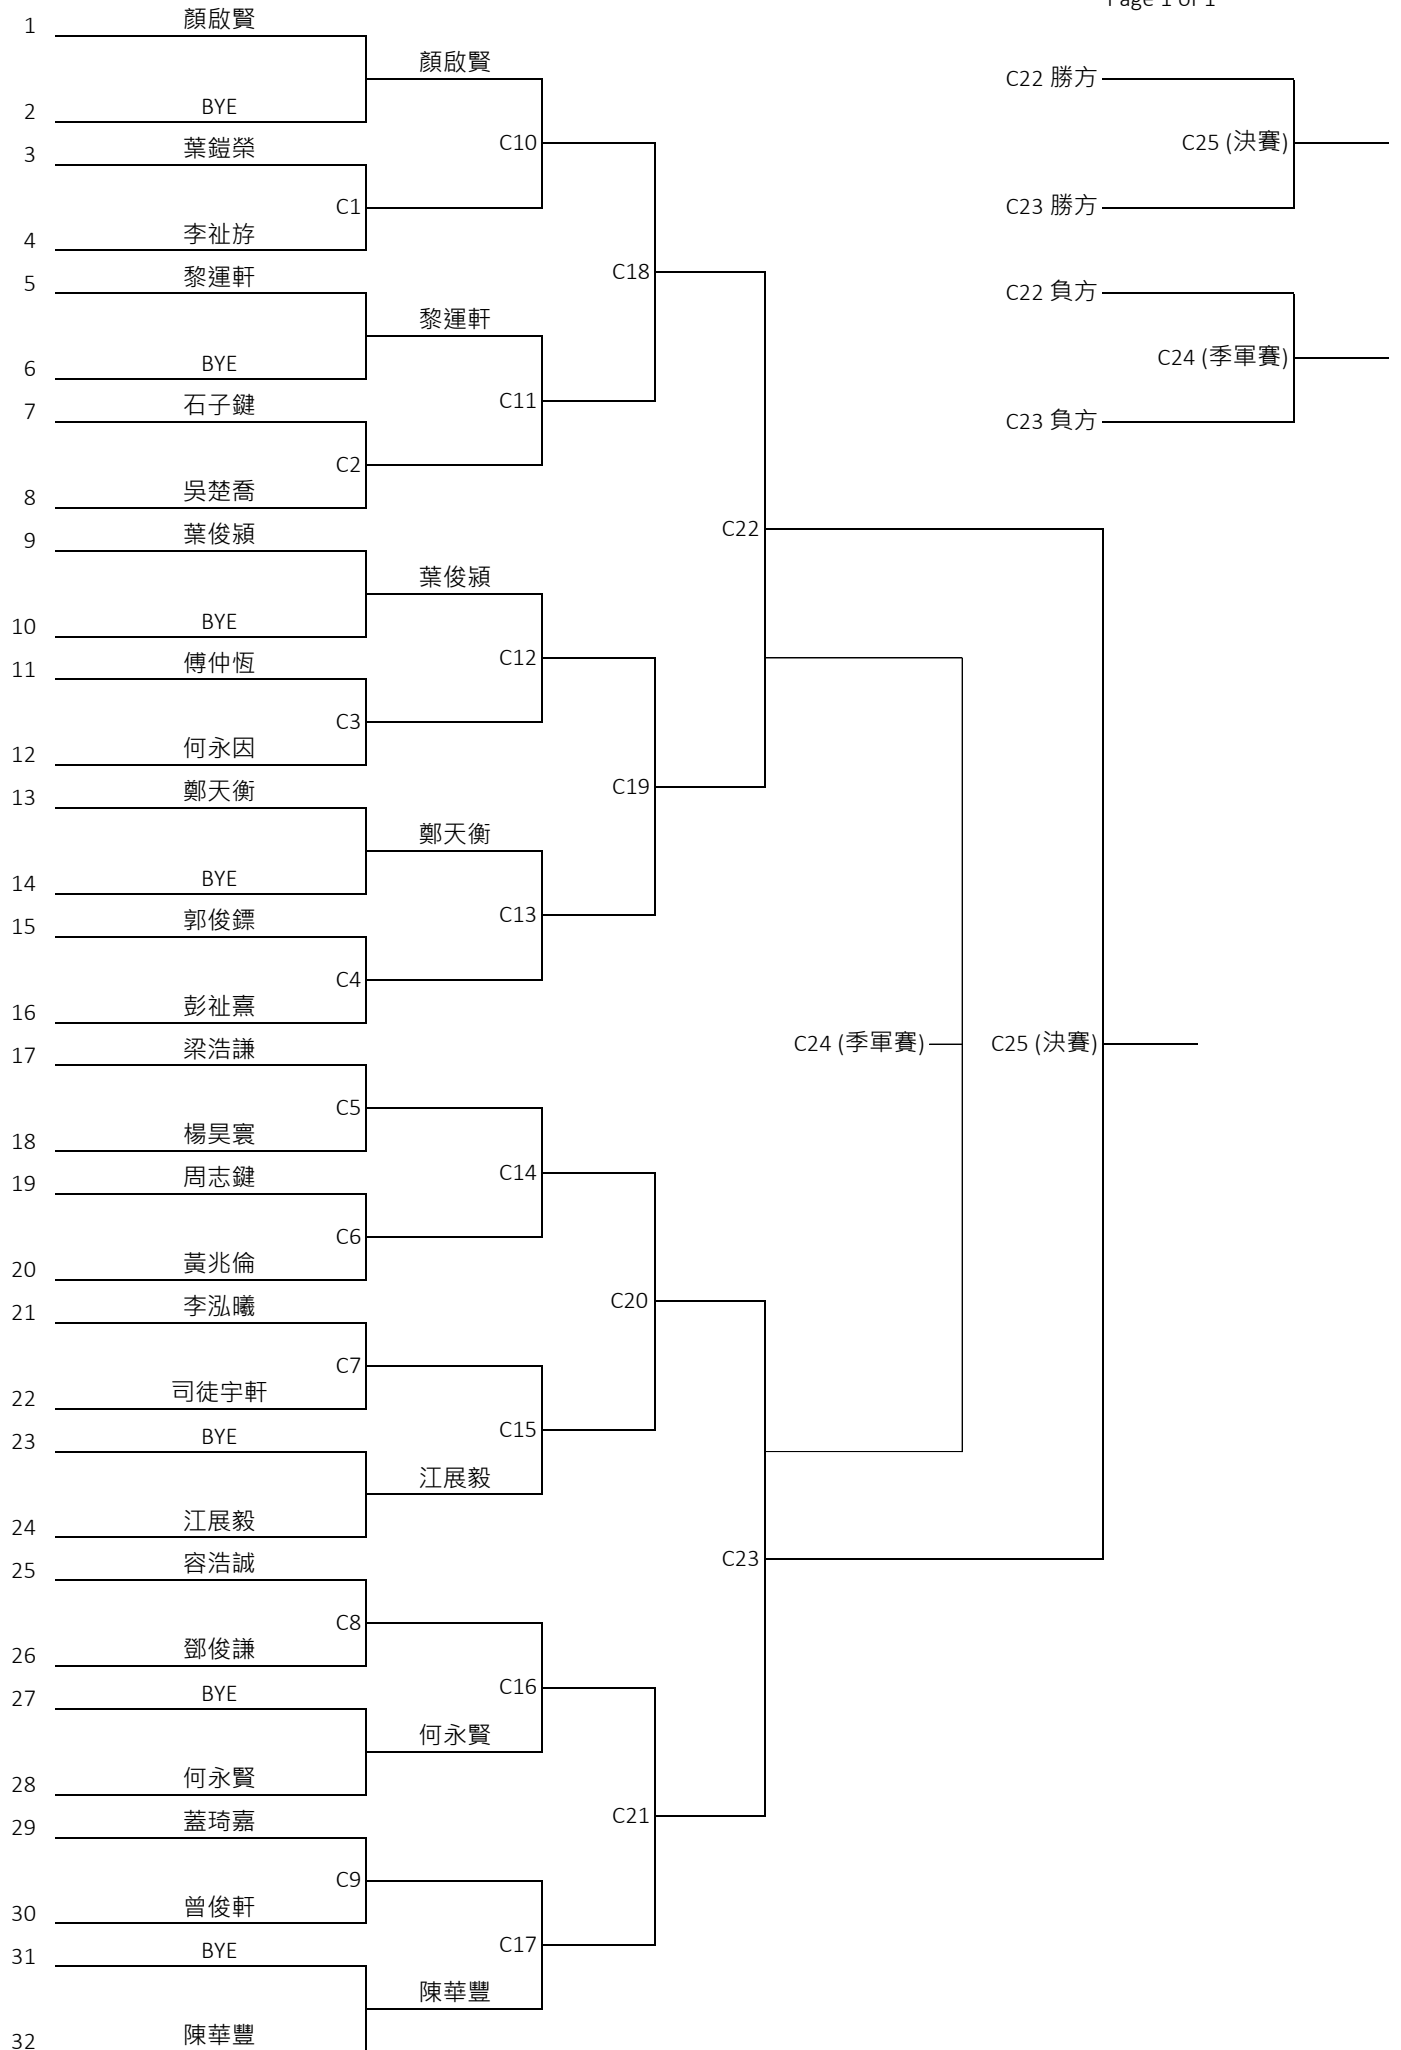 Page 1 of 1
1 顏啟賢
顏啟賢
C22 勝方
2 BYE
C10
C25 (決賽)
3 葉鎧榮
C1
C23 勝方
4 李祉斿
C18
5 黎運軒
C22 負方
黎運軒
C24 (季軍賽)
6 BYE
C11
7 石子鍵
C23 負方
C2
8 吳楚喬
C22
9 葉俊潁
葉俊潁
10 BYE
C12
11 傅仲恆
C3
12 何永因
C19
13 鄭天衡
鄭天衡
14 BYE
C13
15 郭俊鏢
C4
16 彭祉熹
C24 (季軍賽)
C25 (決賽)
17 梁浩謙
C5
18 楊昊寰
C14
19 周志鍵
C6
20 黃兆倫
C20
21 李泓曦
C7
22 司徒宇軒
C15
23 BYE
江展毅
24 江展毅
C23
25 容浩誠
C8
26 鄧俊謙
C16
27 BYE
何永賢
28 何永賢
C21
29 蓋琦嘉
C9
30 曾俊軒
C17
31 BYE
陳華豐
32 陳華豐